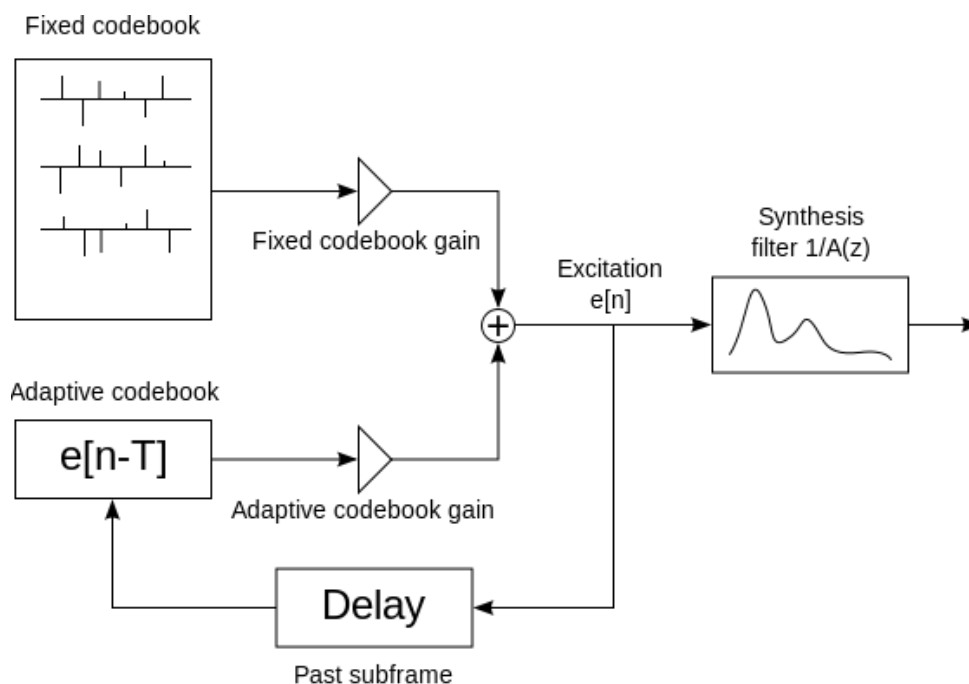 Fixed codebook
Fixed codebook gain
Synthesis
filter 1/A(z)
Excitation
e[n]
+
Adaptive codebook
e[n-T]
Adaptive codebook gain
Delay
Past subframe